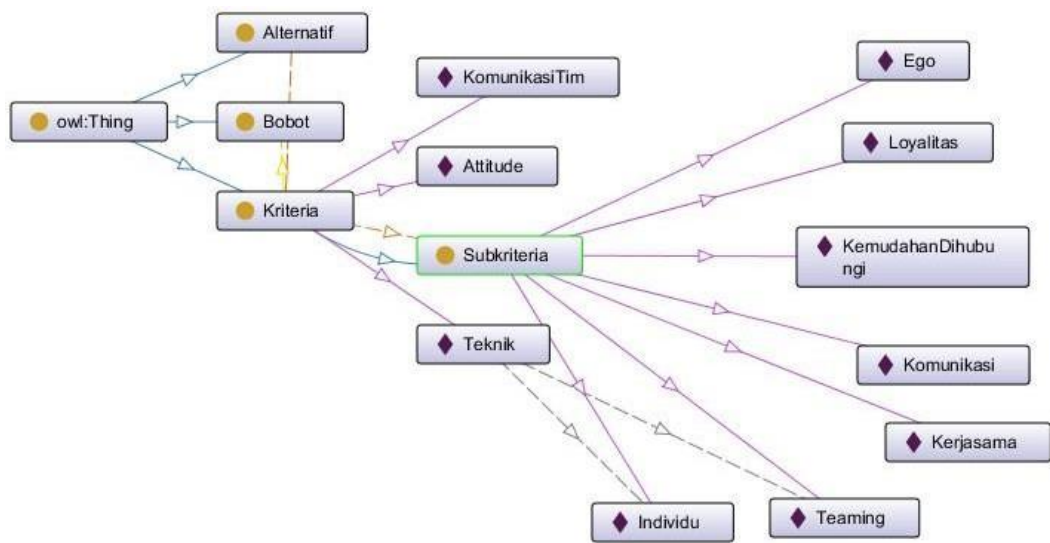 Alternatif
owl:Thing
Bobot
Kriteria
KomunikasiTim
Attitude
Subkriteria
Teknik
Ego
Loyalitas
KemudahanDihubu
ngi
Komunikasi
Kerjasama
Individu
Teaming